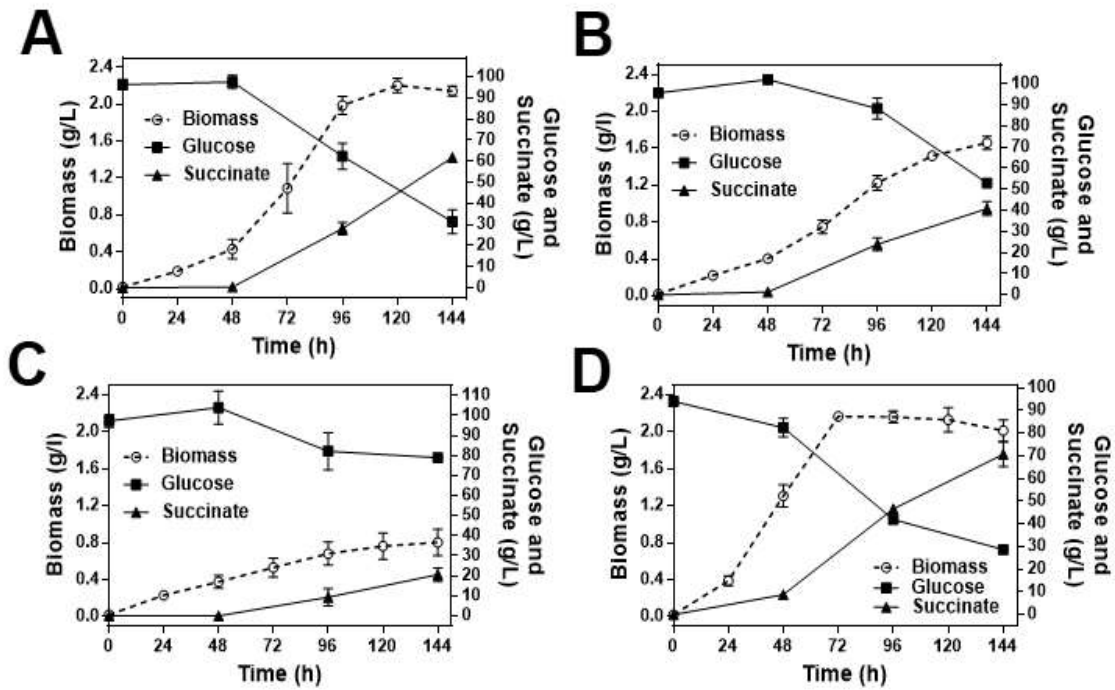 A
2.4
2.0
1.6
1.2
0.8
0.4
0.0
Biomass (g/L)
Biomass
Glucose
Succinate
100
90
80
70
60
50
40
30
20
10
0
Glucose and
Succinate (g/L)
0 24 48 72 96 120 144
Time (h)
B
2.4
2.0
1.6
1.2
0.8
0.4
0.0
Biomass (g/l)
Biomass
Glucose
Succinate
100
90
80
70
60
50
40
30
20
10
0
Glucose and
Succinate (g/L)
0 24 48 72 96 120 144
Time (h)
C
2.4
2.0
1.6
1.2
0.8
0.4
0.0
Biomass (g/l)
Biomass
Glucose
Succinate
110
100
90
80
70
60
50
40
30
20
10
0
Glucose and
Succinate (g/L)
0 24 48 72 96 120 144
Time (h)
D
2.4
2.0
1.6
1.2
0.8
0.4
0.0
Biomass (g/L)
Biomass
Glucose
Succinate
100
90
80
70
60
50
40
30
20
10
0
Glucose and
Succinate (g/L)
0 24 48 72 96 120 144
Time (h)